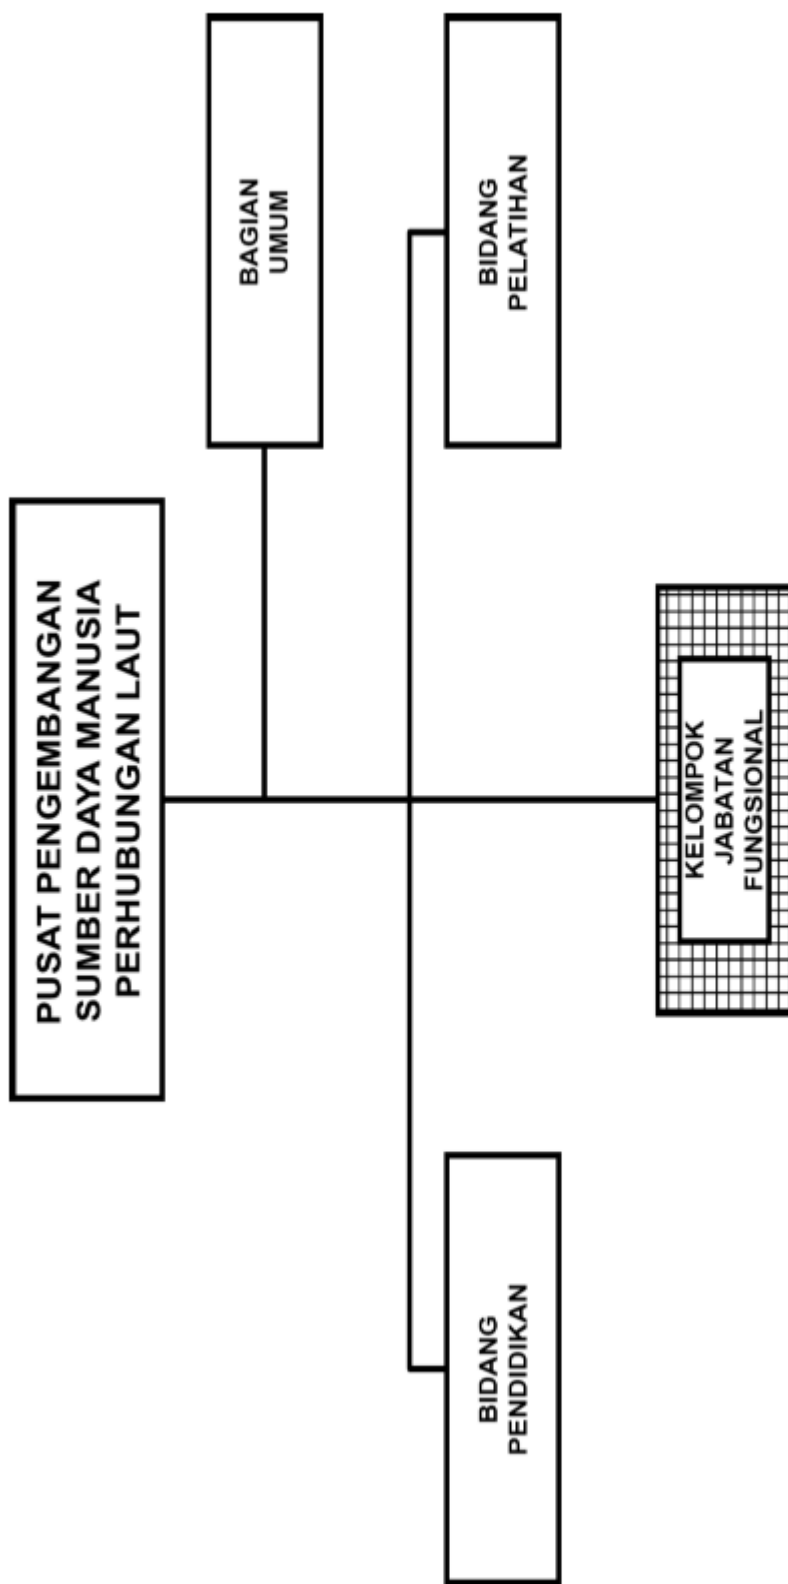 PUSAT PENGEMBANGAN
SUMBER DAYA MANUSIA
PERHUBUNGAN LAUT
BAGIAN
UMUM
BIDANG
PENDIDIKAN
BIDANG
PELATIHAN
KELOMPOK
JABATAN
FUNGSIONAL